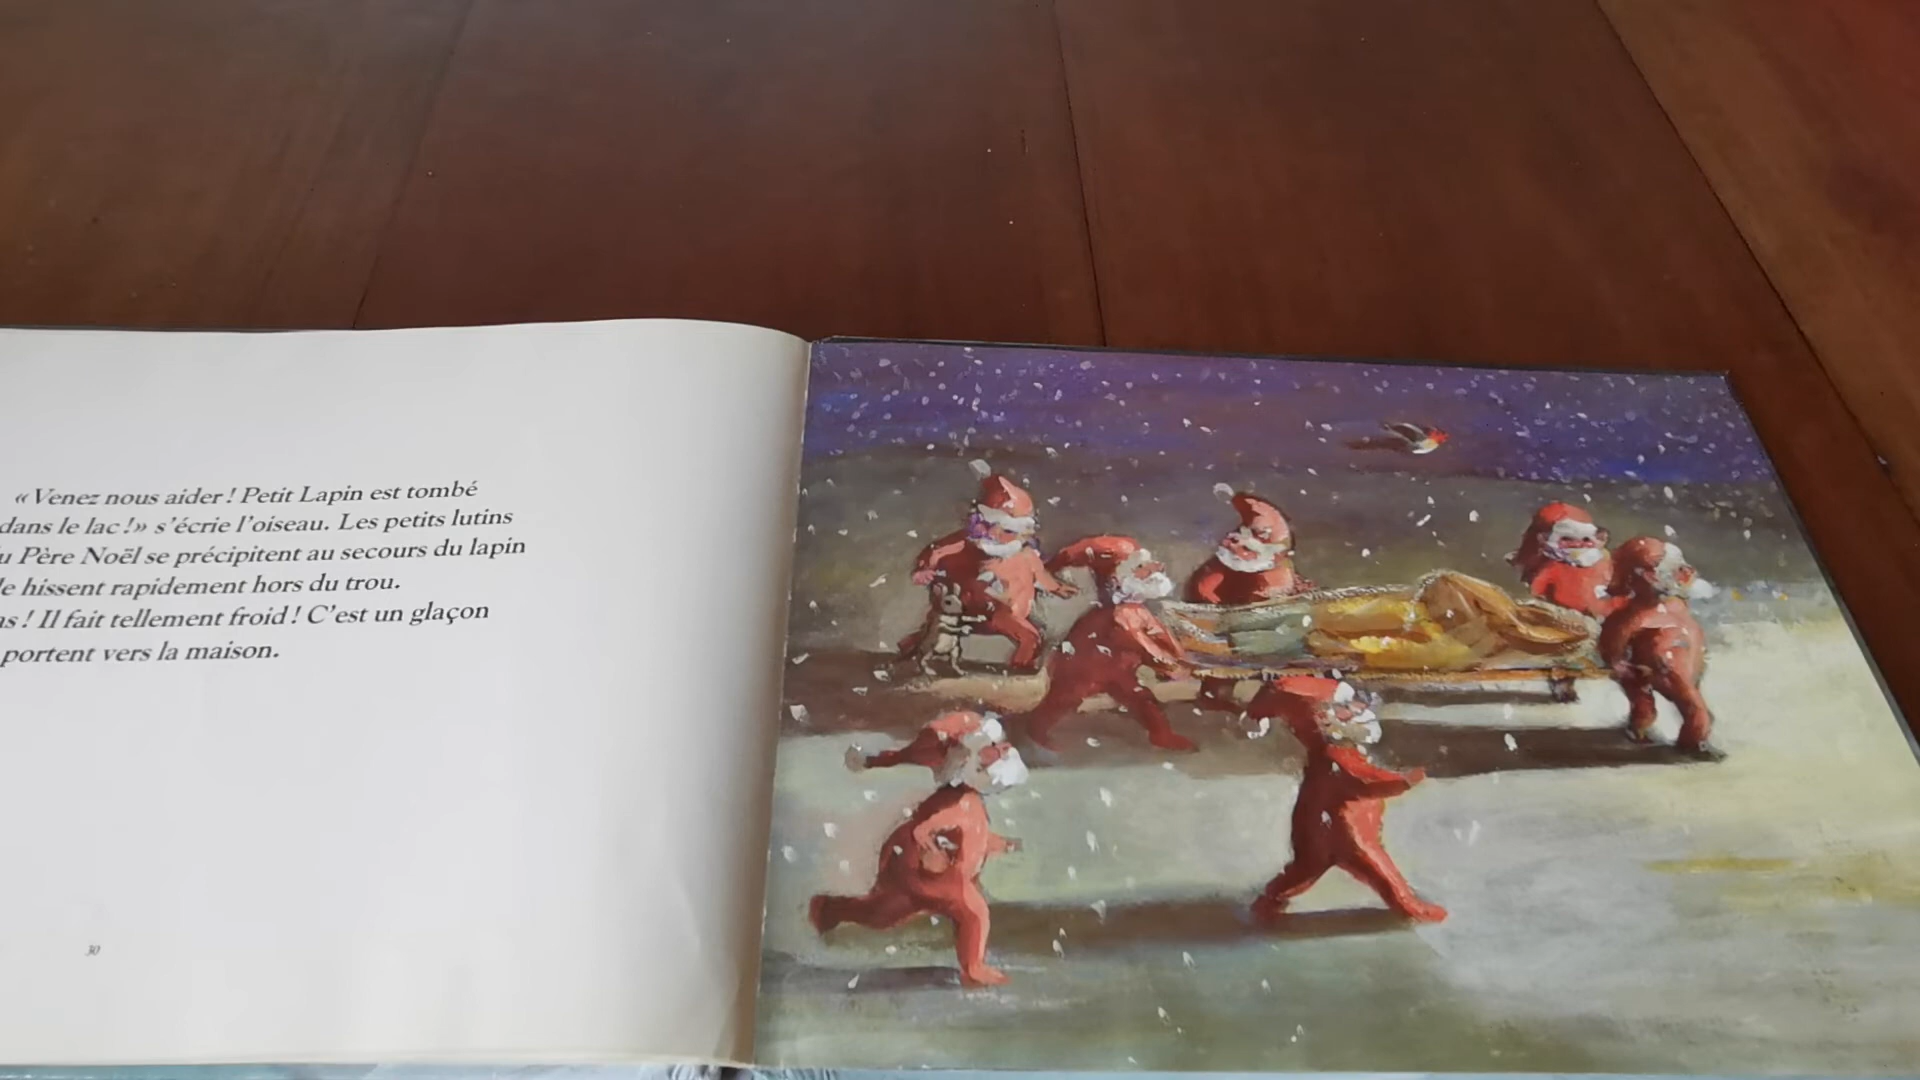 « Venez nous aider ! Petit Lapin est tombé
dans le lac !» s'écrie l'oiseau. Les petits lutins
Père Noël se précipitent au secours du lapin
hissent rapidement hors du trou.
! Il fait tellement froid ! C'est un glaçon
portent vers la maison.
30